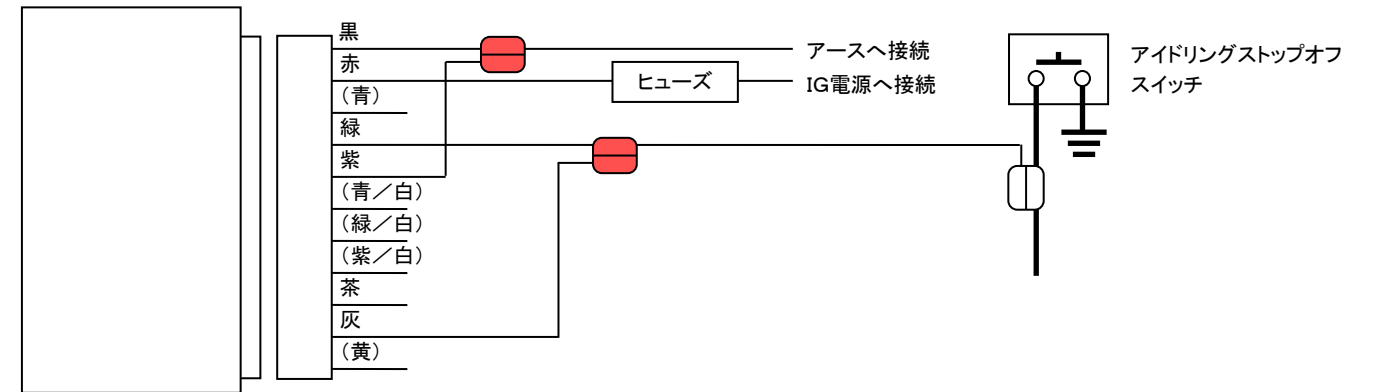 黒
赤
(青)
緑
紫
(青/白)
(緑/白)
(紫/白)
茶
灰
(黄)
ヒューズ
アースへ接続
IG電源へ接続
アイドリングストップオフ
スイッチ